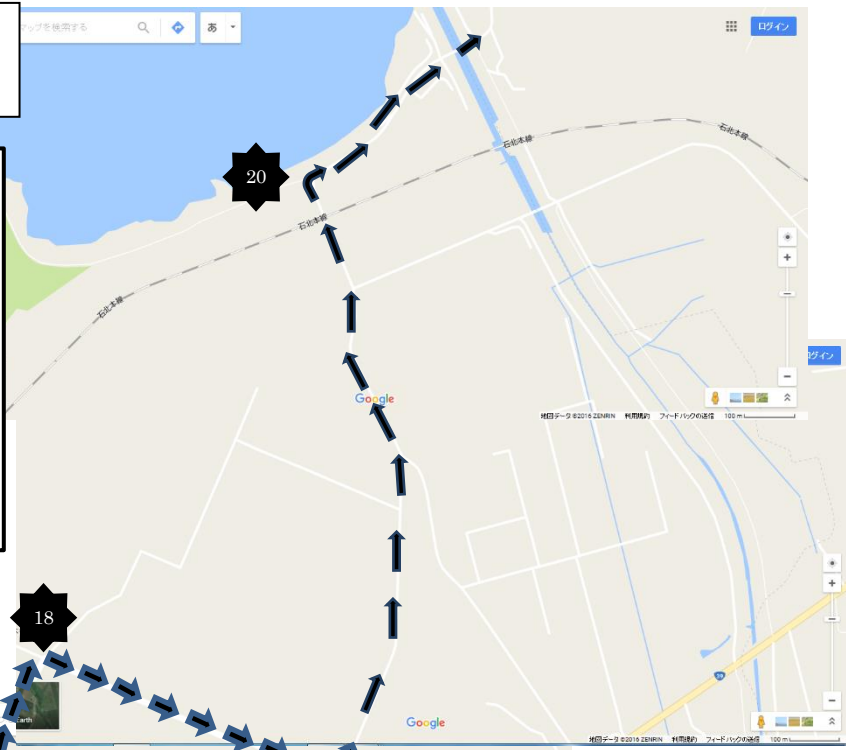 マップを検索する
あ
ログイン
石北本線
石北本線
20
石北本線
石北本線
Google
地図データ ©2016 ZENRIN 利用規約 フィードバックの送信 100 m
ログイン
18
39
Earth
Google
地図データ ©2016 ZENRIN 利用規約 フィードバックの送信 100 m